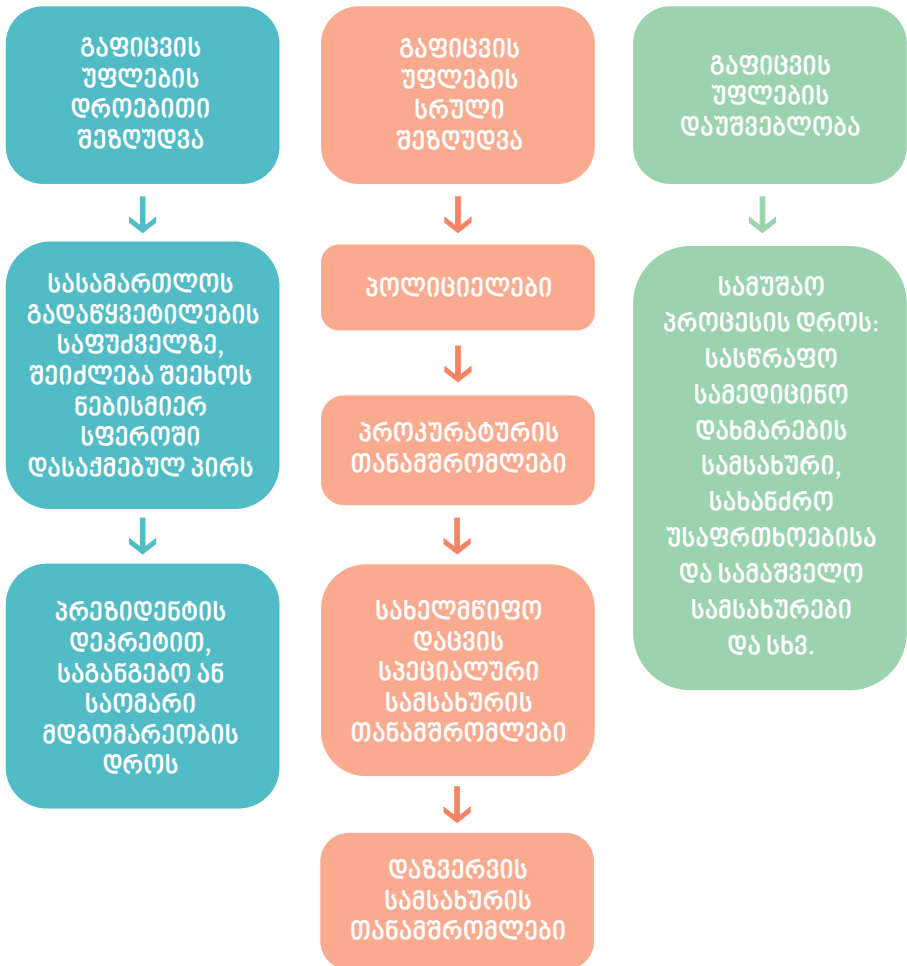 გაფიცვის
უფლების
დროებითი
შეზღუდვა
სასამართლოს
გადაწყვეტილების
საფუძველზე,
შეიძლება შეეხოს
ნებისმიერ
სფეროში
დასაქმებულ პირს
პრეზიდენტის
დეკრეტით,
საგანგებო ან
საომარი
მდგომარეობის
დროს
გაფიცვის
უფლების
სრული
შეზღუდვა
პოლიციელები
პროკურატურის
თანამშრომლები
სახელმწიფო
დაცვის
სპეციალური
სამსახურის
თანამშრომლები
დაზვერვის
სამსახურის
თანამშრომლები
გაფიცვის
უფლების
დაუშვებლობა
სამუშაო
პროცესის დროს:
სასწრაფო
სამედიცინო
დახმარების
სამსახური,
სახანძრო
უსაფრთხოებისა
და სამაშველო
სამსახურები
და სხვ.